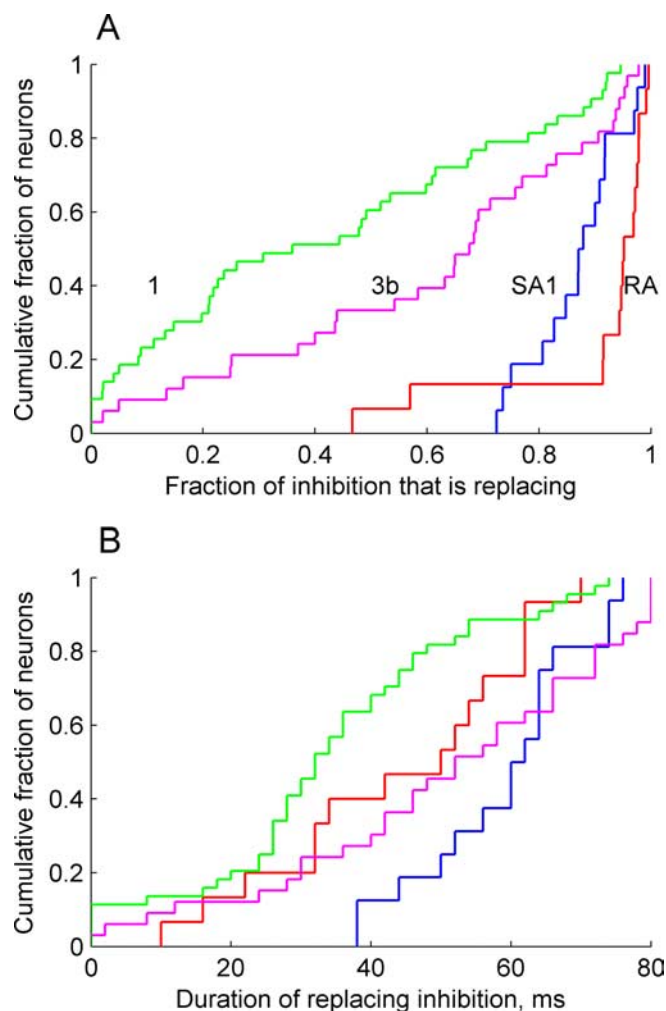 A
Cumulative fraction of neurons
1
0.8
0.6
0.4
0.2
0
1
3b
SA1
RA
0
0.2
0.4
0.6
0.8
1
Fraction of inhibition that is replacing
B
Cumulative fraction of neurons
1
0.8
0.6
0.4
0.2
0
0
20
40
60
80
Duration of replacing inhibition, ms